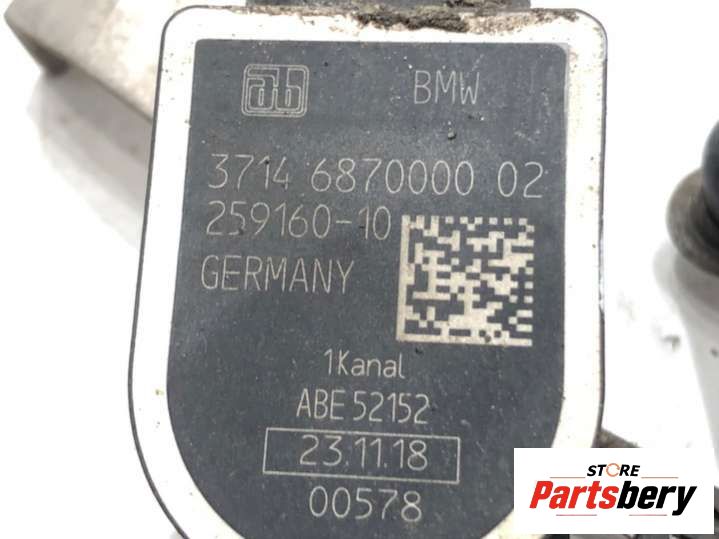 ab BMW
3714 6870000 02
259160-10
GERMANY
1Kanal
ABE 52152
23.11.18
00578
STORE
Partsbery